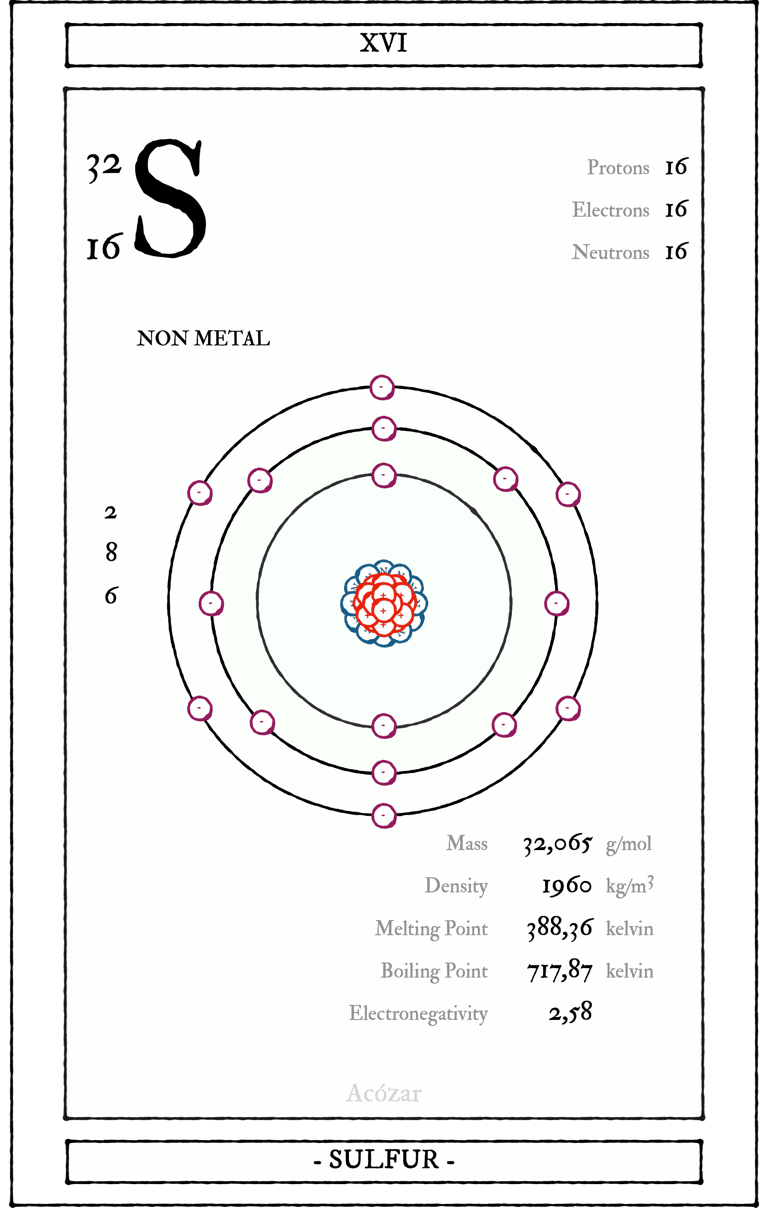 XVI
32
S
16
Protons 16
Electrons 16
Neutrons 16
NON METAL
2
8
6
Mass 32,065 g/mol
Density 1960 kg/m³
Melting Point 388,36 kelvin
Boiling Point 717,87 kelvin
Electronegativity 2,58
Acózar
- SULFUR -